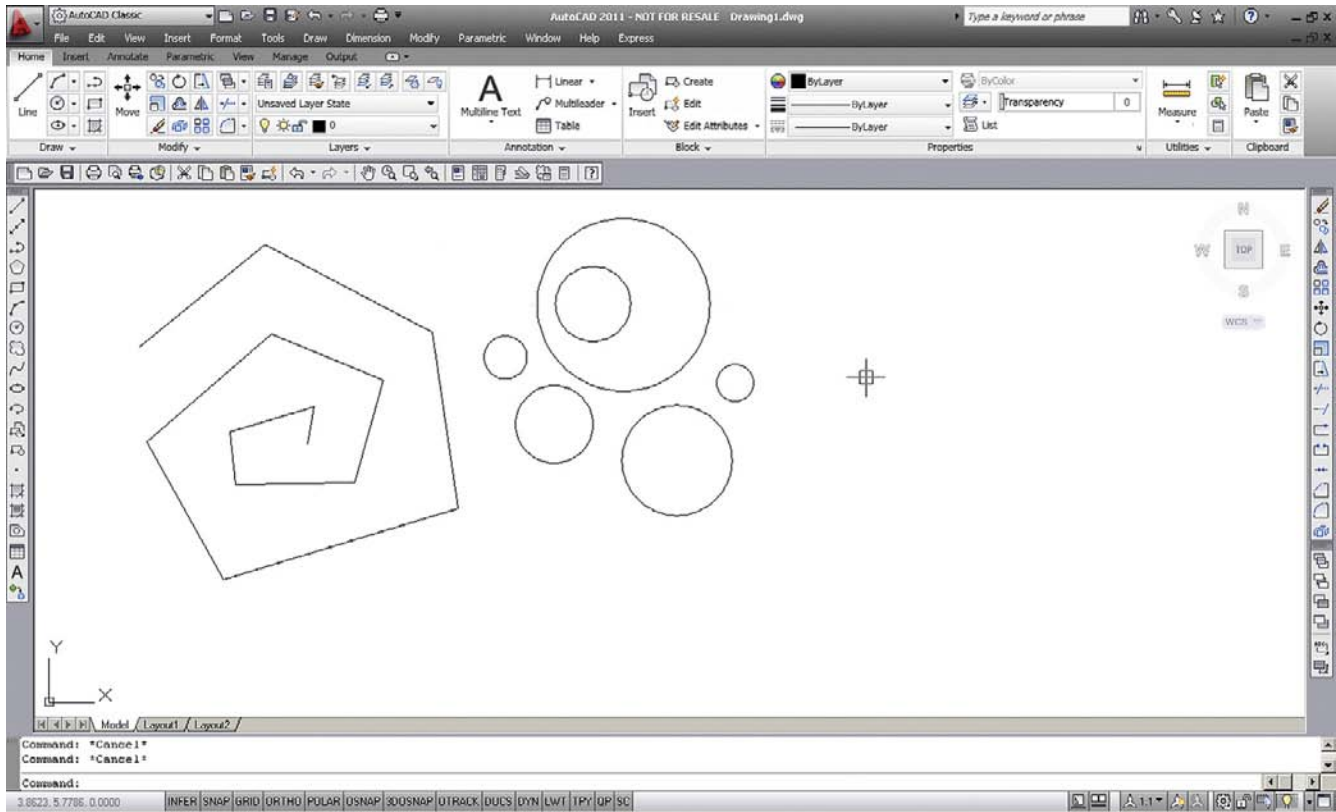 AutoCAD Classic
AutoCAD 2011 - NOT FOR RESALE Drawing1.dwg
Type a keyword or phrase
File Edit View Insert Format Tools Draw Dimension Modify Parametric Window Help Express
Home Insert Annotate Parametric View Manage Output
Line
Move
Unsaved Layer State
0
A
Multiline Text
Linear
Multileader
Table
Insert
Create
Edit
Edit Attributes
ByLayer
ByLayer
ByLayer
ByColor
Transparency 0
List
Measure
Paste
Draw Modify Layers Annotation Block Properties Utilities Clipboard
N
W TOP E
S
WCS
A
Y
X
Model Layout1 Layout2
Command: *Cancel*
Command: *Cancel*
Command:
3.8623, 5.7786, 0.0000 INFER SNAP GRID ORTHO POLAR OSNAP 3DOSNAP OTRACK DUCS DYN LWT TPY QP SC
1:1